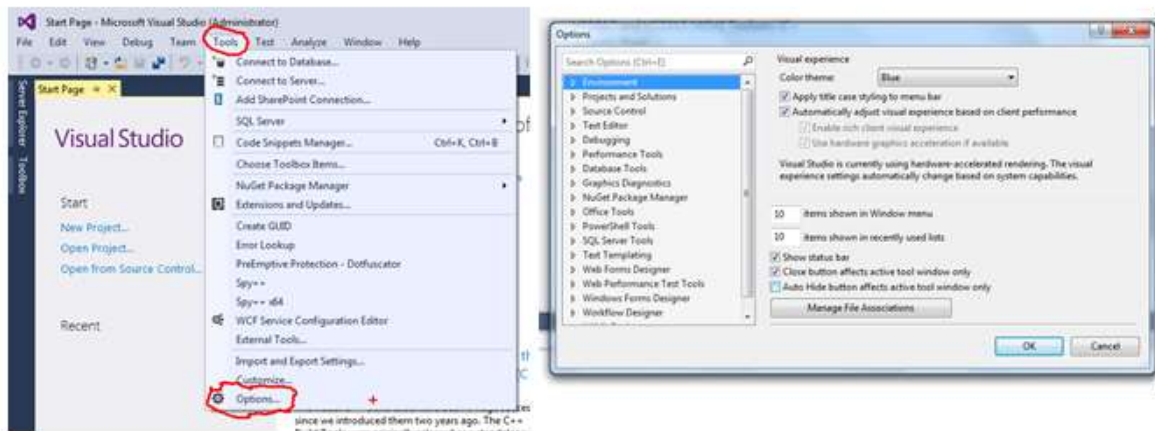 Start Page - Microsoft Visual Studio (Administrator)
File Edit View Debug Team Tools Test Analyze Window Help
Server Explorer
Toolbox
Start Page
Visual Studio
Start
New Project...
Open Project...
Open from Source Control...
Recent
Connect to Database...
Connect to Server...
Add SharePoint Connection...
SQL Server
Code Snippets Manager... Ctrl+K, Ctrl+B
Choose Toolbox Items...
NuGet Package Manager
Extensions and Updates...
Create GUID
Error Lookup
PreEmptive Protection - Dotfuscator
Spy++
Spy++ x64
WCF Service Configuration Editor
External Tools...
Import and Export Settings...
Customize...
Options...
since we introduced them two years ago. The C++
Options
Search Options (Ctrl+E)
Environment
Projects and Solutions
Source Control
Text Editor
Debugging
Performance Tools
Database Tools
Graphics Diagnostics
NuGet Package Manager
Office Tools
PowerShell Tools
SQL Server Tools
Text Templating
Web Forms Designer
Web Performance Test Tools
Windows Forms Designer
Workflow Designer
Visual experience
Color theme: Blue
Apply title case styling to menu bar
Automatically adjust visual experience based on client performance
Enable rich client visual experience
Use hardware graphics acceleration if available
Visual Studio is currently using hardware-accelerated rendering. The visual
experience settings automatically change based on system capabilities.
10 items shown in Window menu
10 items shown in recently used lists
Show status bar
Close button affects active tool window only
Auto Hide button affects active tool window only
Manage File Associations
OK Cancel